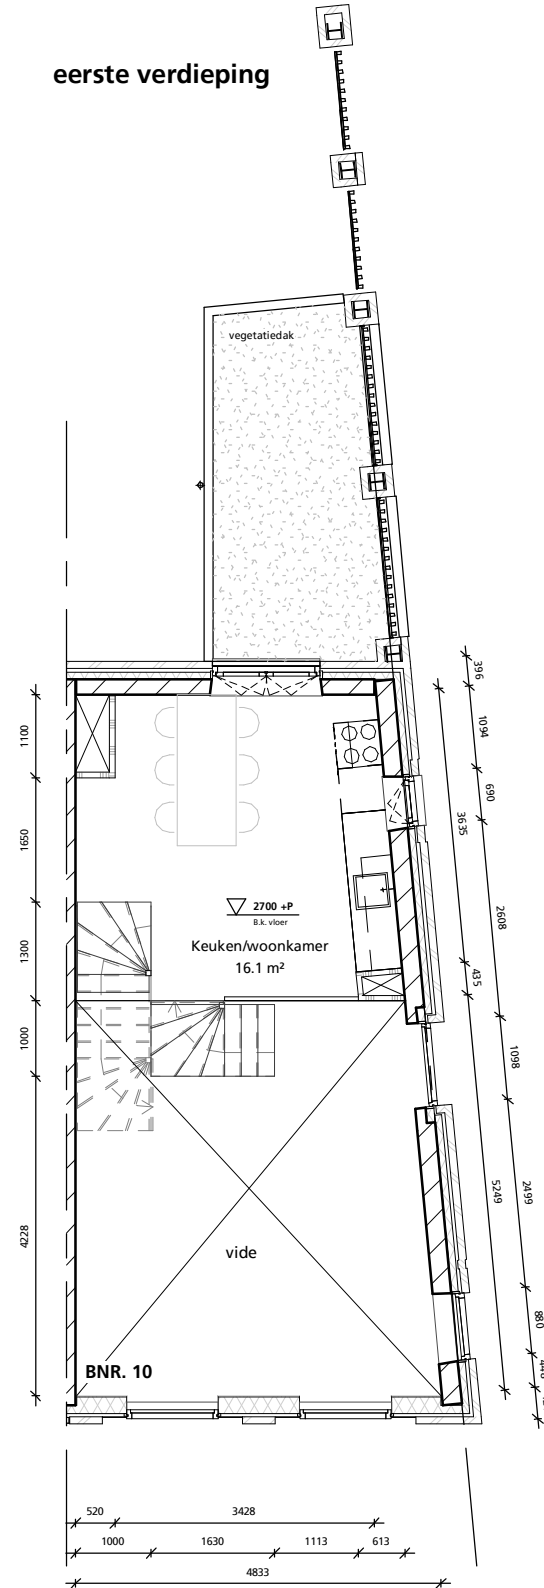 eerste verdieping
vegetatiedak
396
1100
1094
690
3635
1650
2700 +P
B.k. vloer
2608
Keuken/woonkamer
16.1 m²
1300
435
1000
1098
5249
2499
4228
vide
880
BNR. 10
520
3428
1000
1630
1113
613
4833